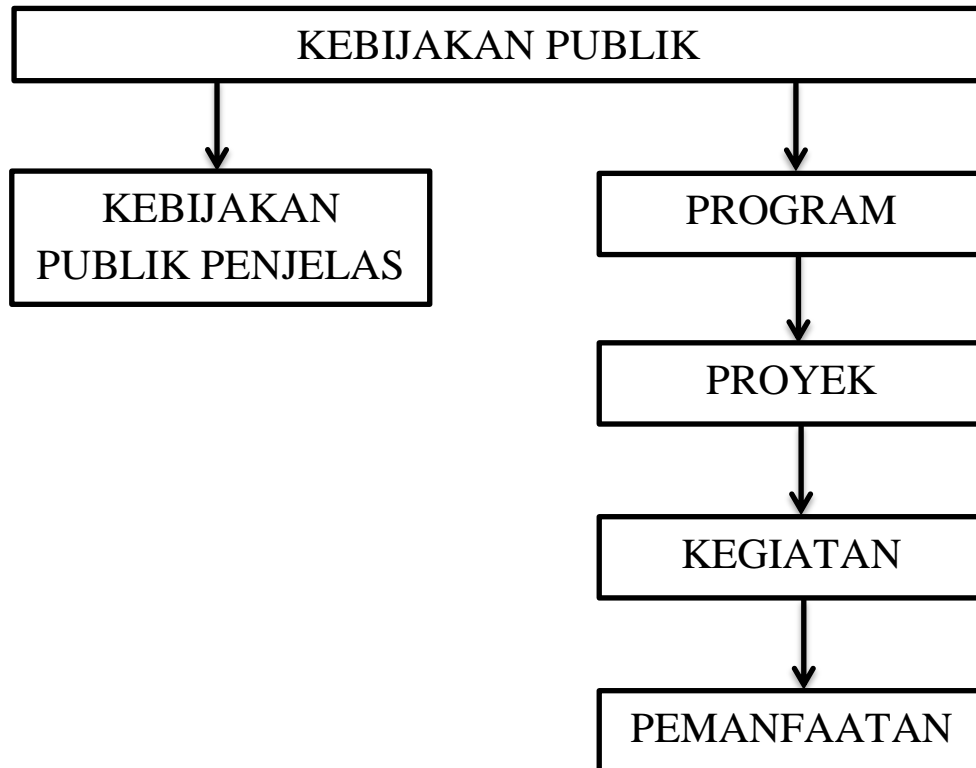 KEBIJAKAN PUBLIK
KEBIJAKAN
PUBLIK PENJELAS
PROGRAM
PROYEK
KEGIATAN
PEMANFAATAN